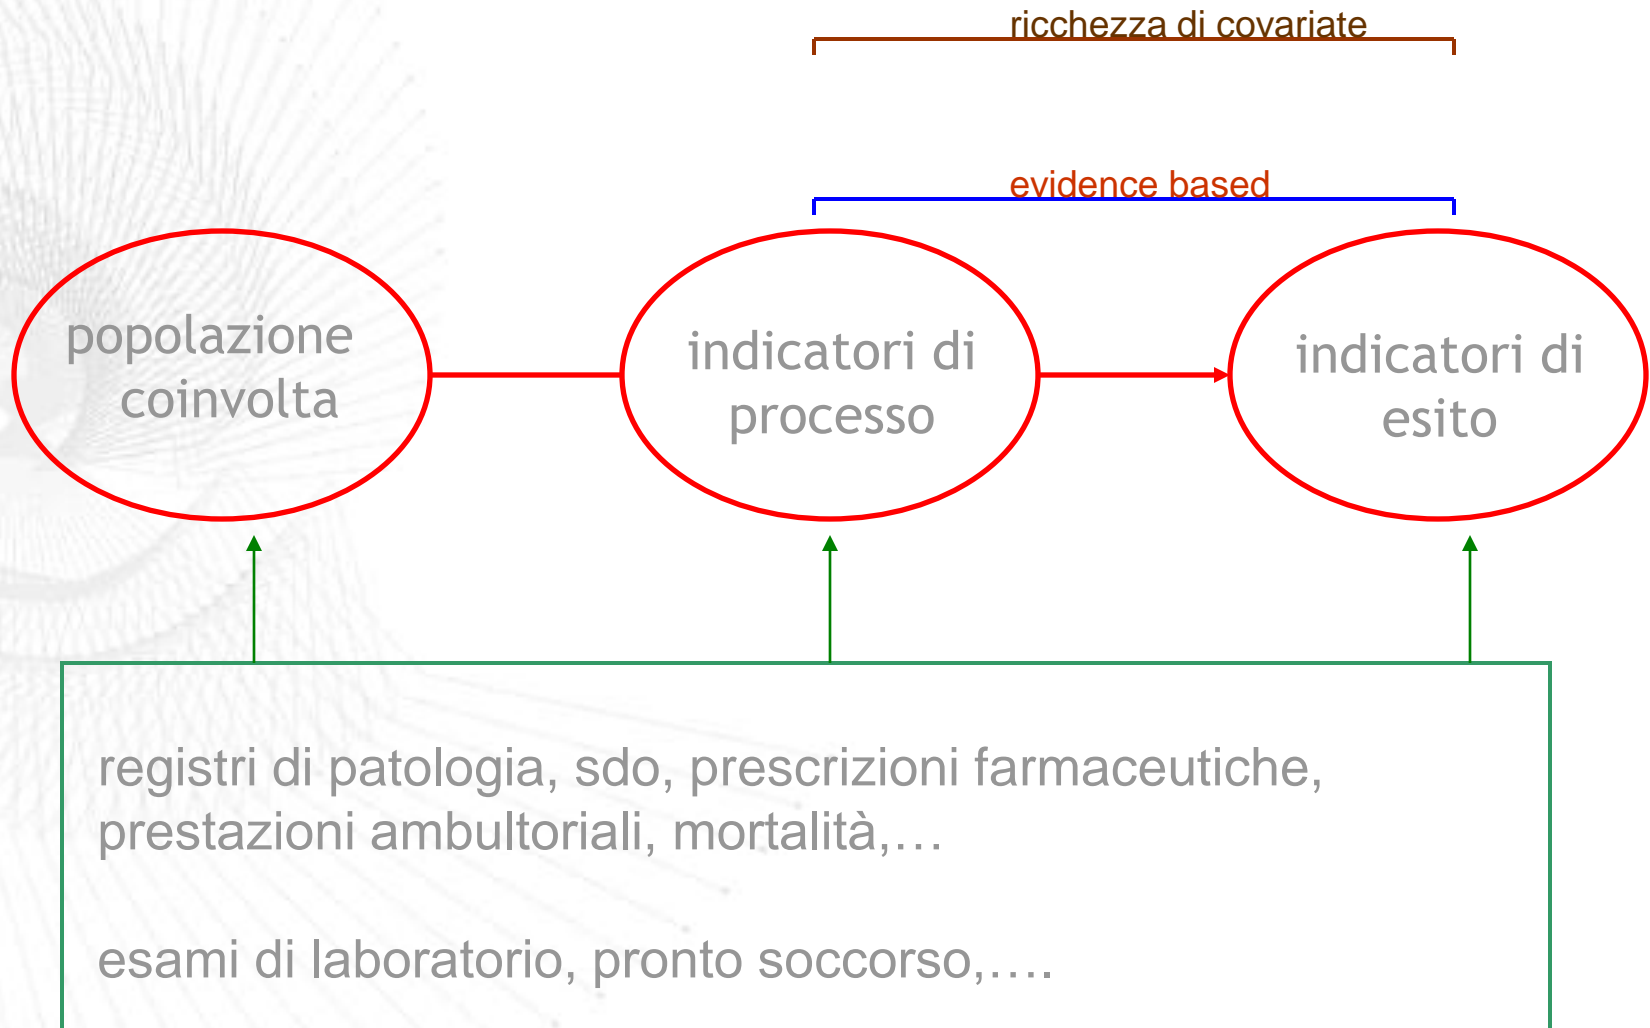 ricchezza di covariate
evidence based
popolazione
coinvolta
indicatori di
processo
indicatori di
esito
registri di patologia, sdo, prescrizioni farmaceutiche,
prestazioni ambultoriali, mortalità,…
esami di laboratorio, pronto soccorso,….